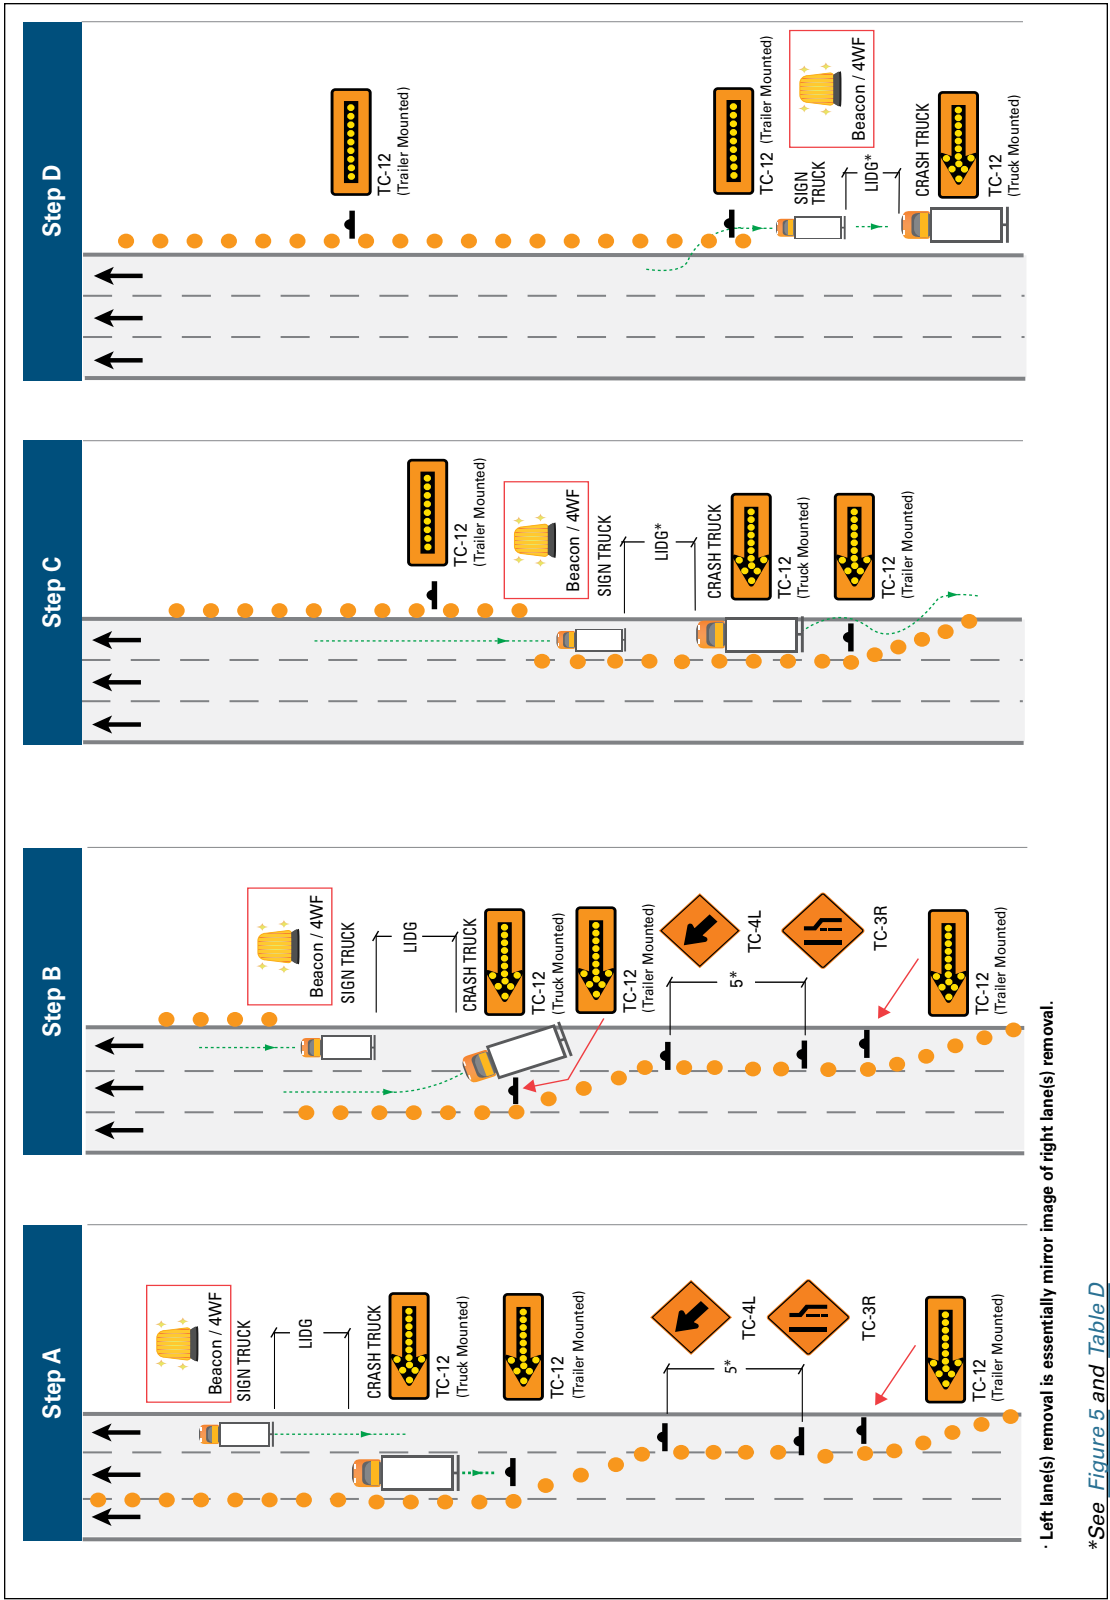 Step A
Beacon / 4WF
SIGN TRUCK
LIDG
CRASH TRUCK
TC-12
(Truck Mounted)
TC-12
(Trailer Mounted)
5*
TC-4L
TC-3R
TC-12
(Trailer Mounted)
Step B
Beacon / 4WF
SIGN TRUCK
LIDG
CRASH TRUCK
TC-12
(Truck Mounted)
TC-12
(Trailer Mounted)
5*
TC-4L
TC-3R
TC-12
(Trailer Mounted)
Step C
TC-12
(Trailer Mounted)
Beacon / 4WF
SIGN TRUCK
LIDG*
CRASH TRUCK
TC-12
(Truck Mounted)
TC-12
(Trailer Mounted)
Step D
TC-12
(Trailer Mounted)
TC-12 (Trailer Mounted)
Beacon / 4WF
SIGN
TRUCK
LIDG*
CRASH TRUCK
TC-12
(Truck Mounted)
· Left lane(s) removal is essentially mirror image of right lane(s) removal.
*See Figure 5 and Table D